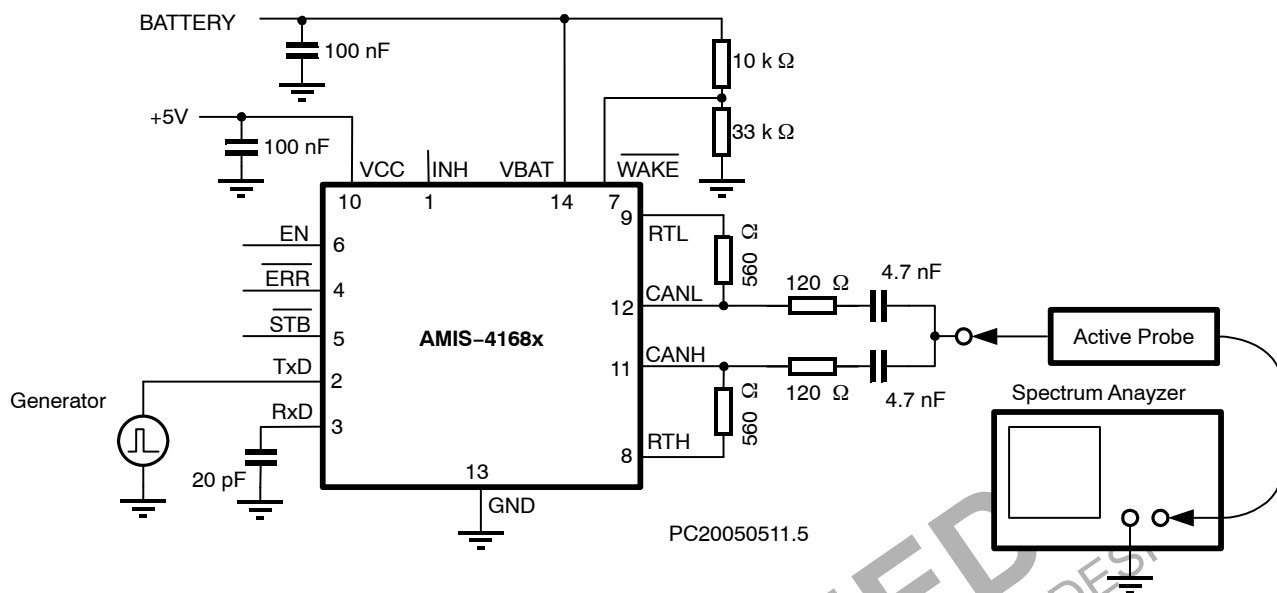 BATTERY
100 nF
10 k Ω
+5V
100 nF
33 k Ω
VCC
INH
VBAT
WAKE
10
1
14
7
9
RTL
560 Ω
EN
6
ERR
4
STB
5
TxD
2
RxD
3
AMIS–4168x
12
CANL
120 Ω
4.7 nF
11
CANH
120 Ω
4.7 nF
560 Ω
8
RTH
Active Probe
Spectrum Anayzer
Generator
20 pF
13
GND
PC20050511.5